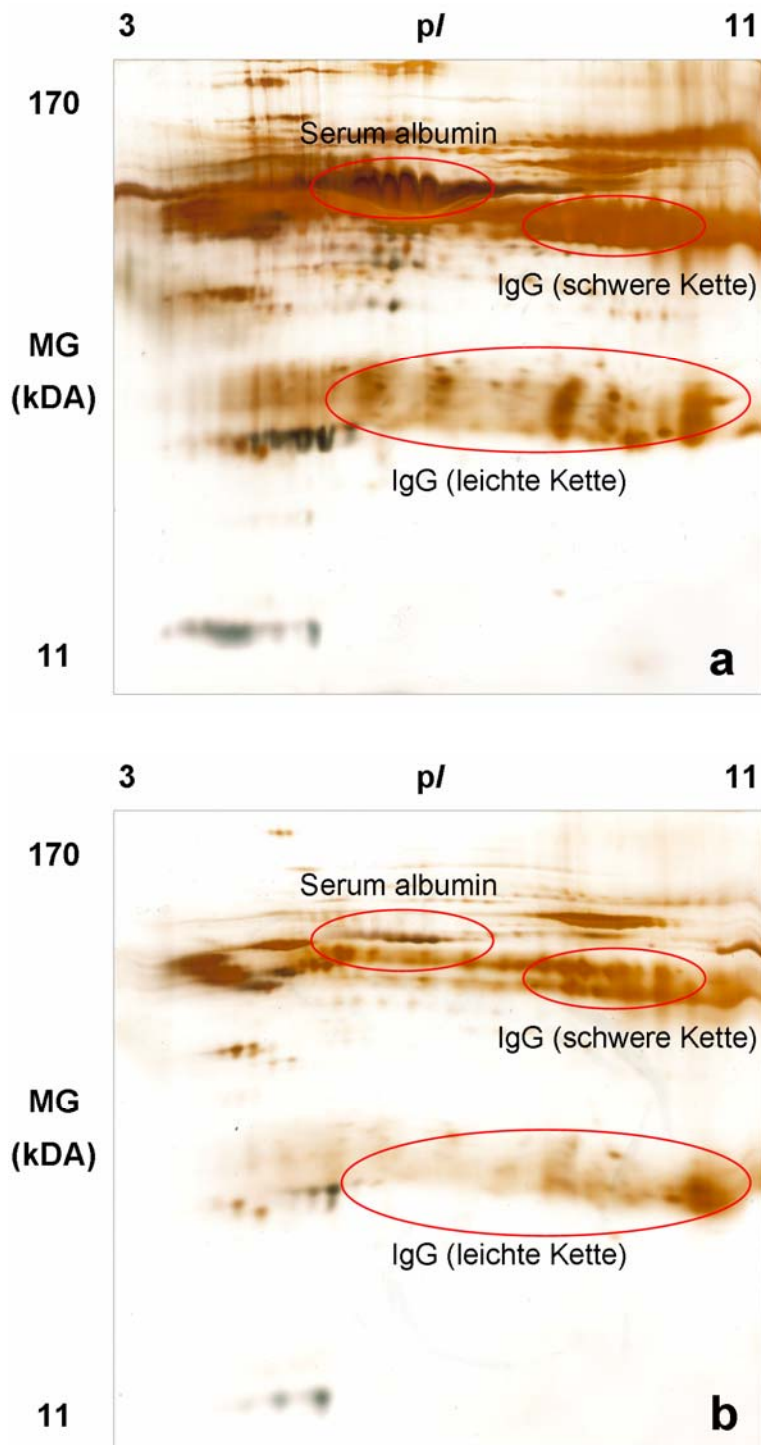 3 pI 11
170
Serum albumin
IgG (schwere Kette)
MG
(kDA)
IgG (leichte Kette)
11
a
3 pI 11
170
Serum albumin
IgG (schwere Kette)
MG
(kDA)
IgG (leichte Kette)
11
b